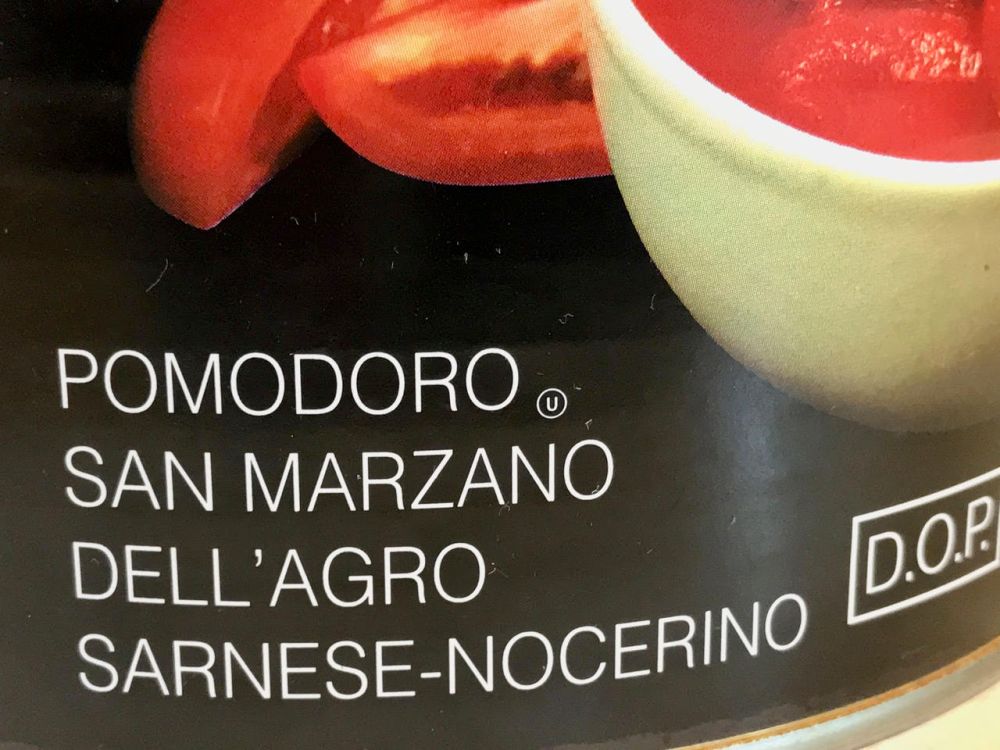 POMODORO Ⓤ
SAN MARZANO
DELL'AGRO
SARNESE-NOCERINO
D.O.P.